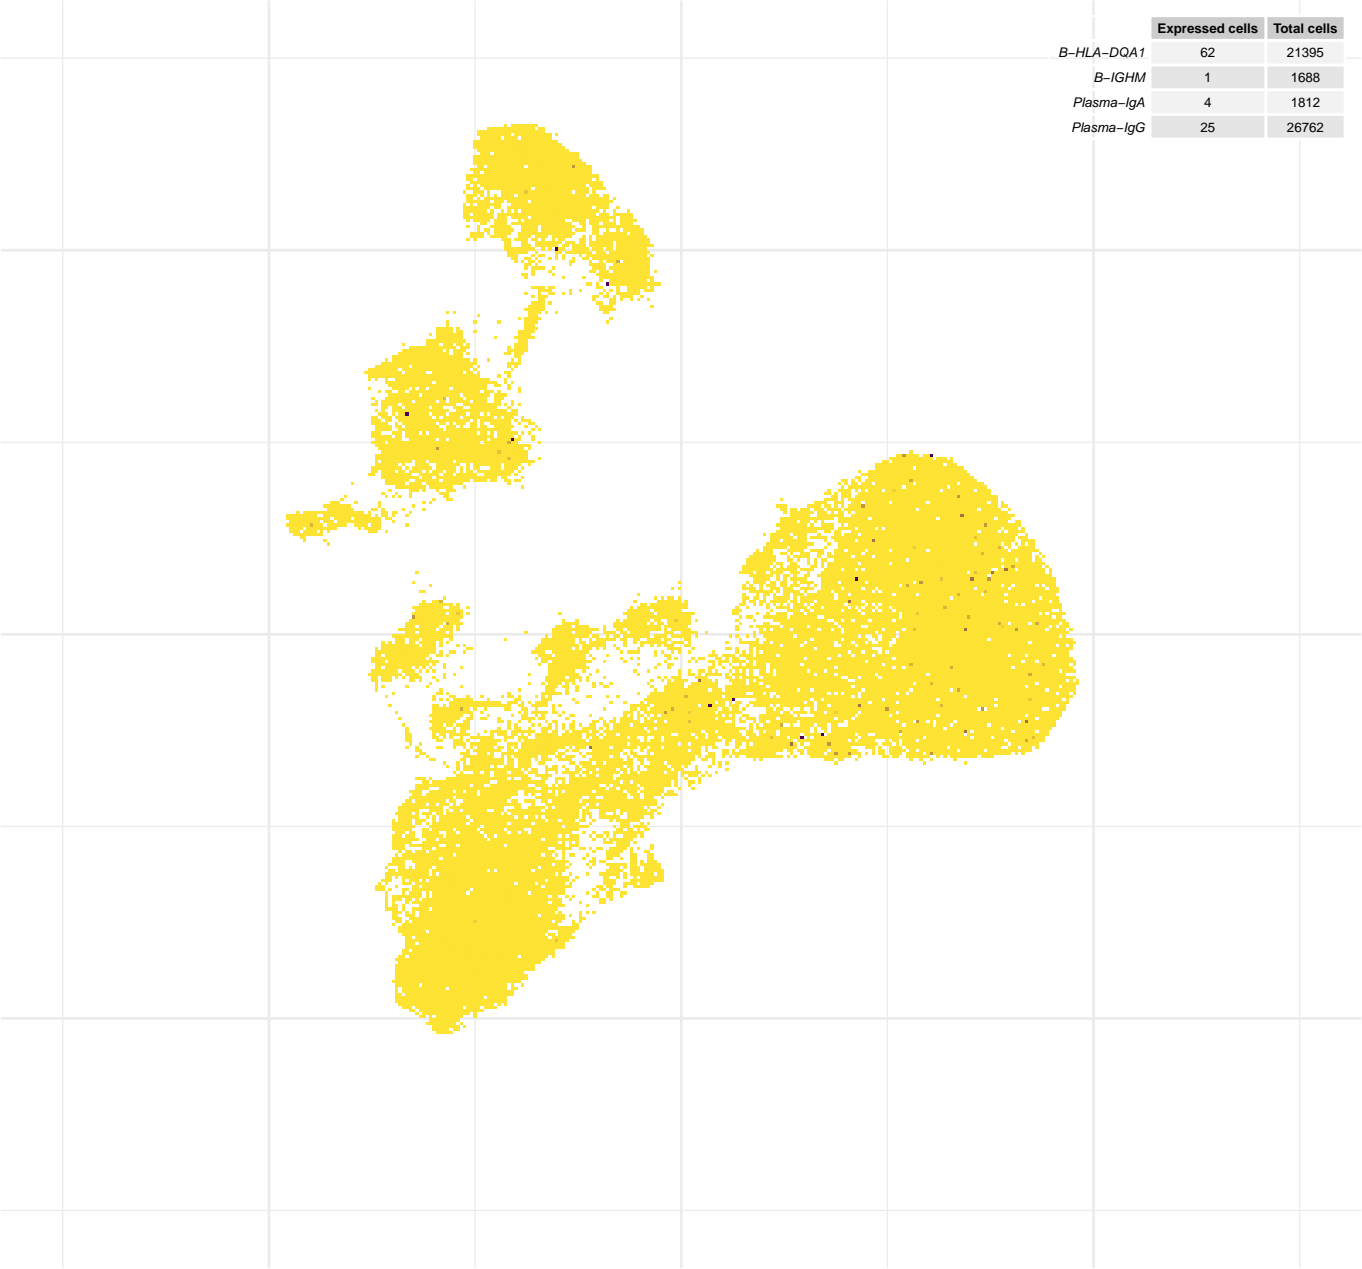 Expressed cells Total cells
B−HLA−DQA1 62 21395
B−IGHM 1 1688
Plasma−IgA 4 1812
Plasma−IgG 25 26762